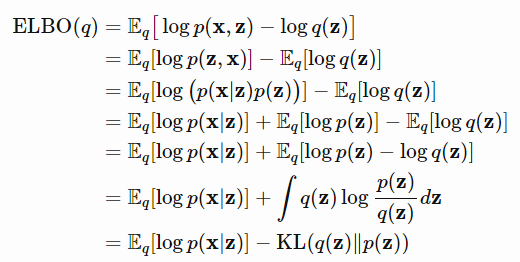 ELBO(q) = 𝔼_q[ log p(𝐱, 𝐳) − log q(𝐳)]
= 𝔼_q[log p(𝐳, 𝐱)] − 𝔼_q[log q(𝐳)]
= 𝔼_q[log (p(𝐱|𝐳)p(𝐳))] − 𝔼_q[log q(𝐳)]
= 𝔼_q[log p(𝐱|𝐳)] + 𝔼_q[log p(𝐳)] − 𝔼_q[log q(𝐳)]
= 𝔼_q[log p(𝐱|𝐳)] + 𝔼_q[log p(𝐳) − log q(𝐳)]
= 𝔼_q[log p(𝐱|𝐳)] + ∫ q(𝐳) log p(𝐳)/q(𝐳) d𝐳
= 𝔼_q[log p(𝐱|𝐳)] − KL(q(𝐳)‖p(𝐳))